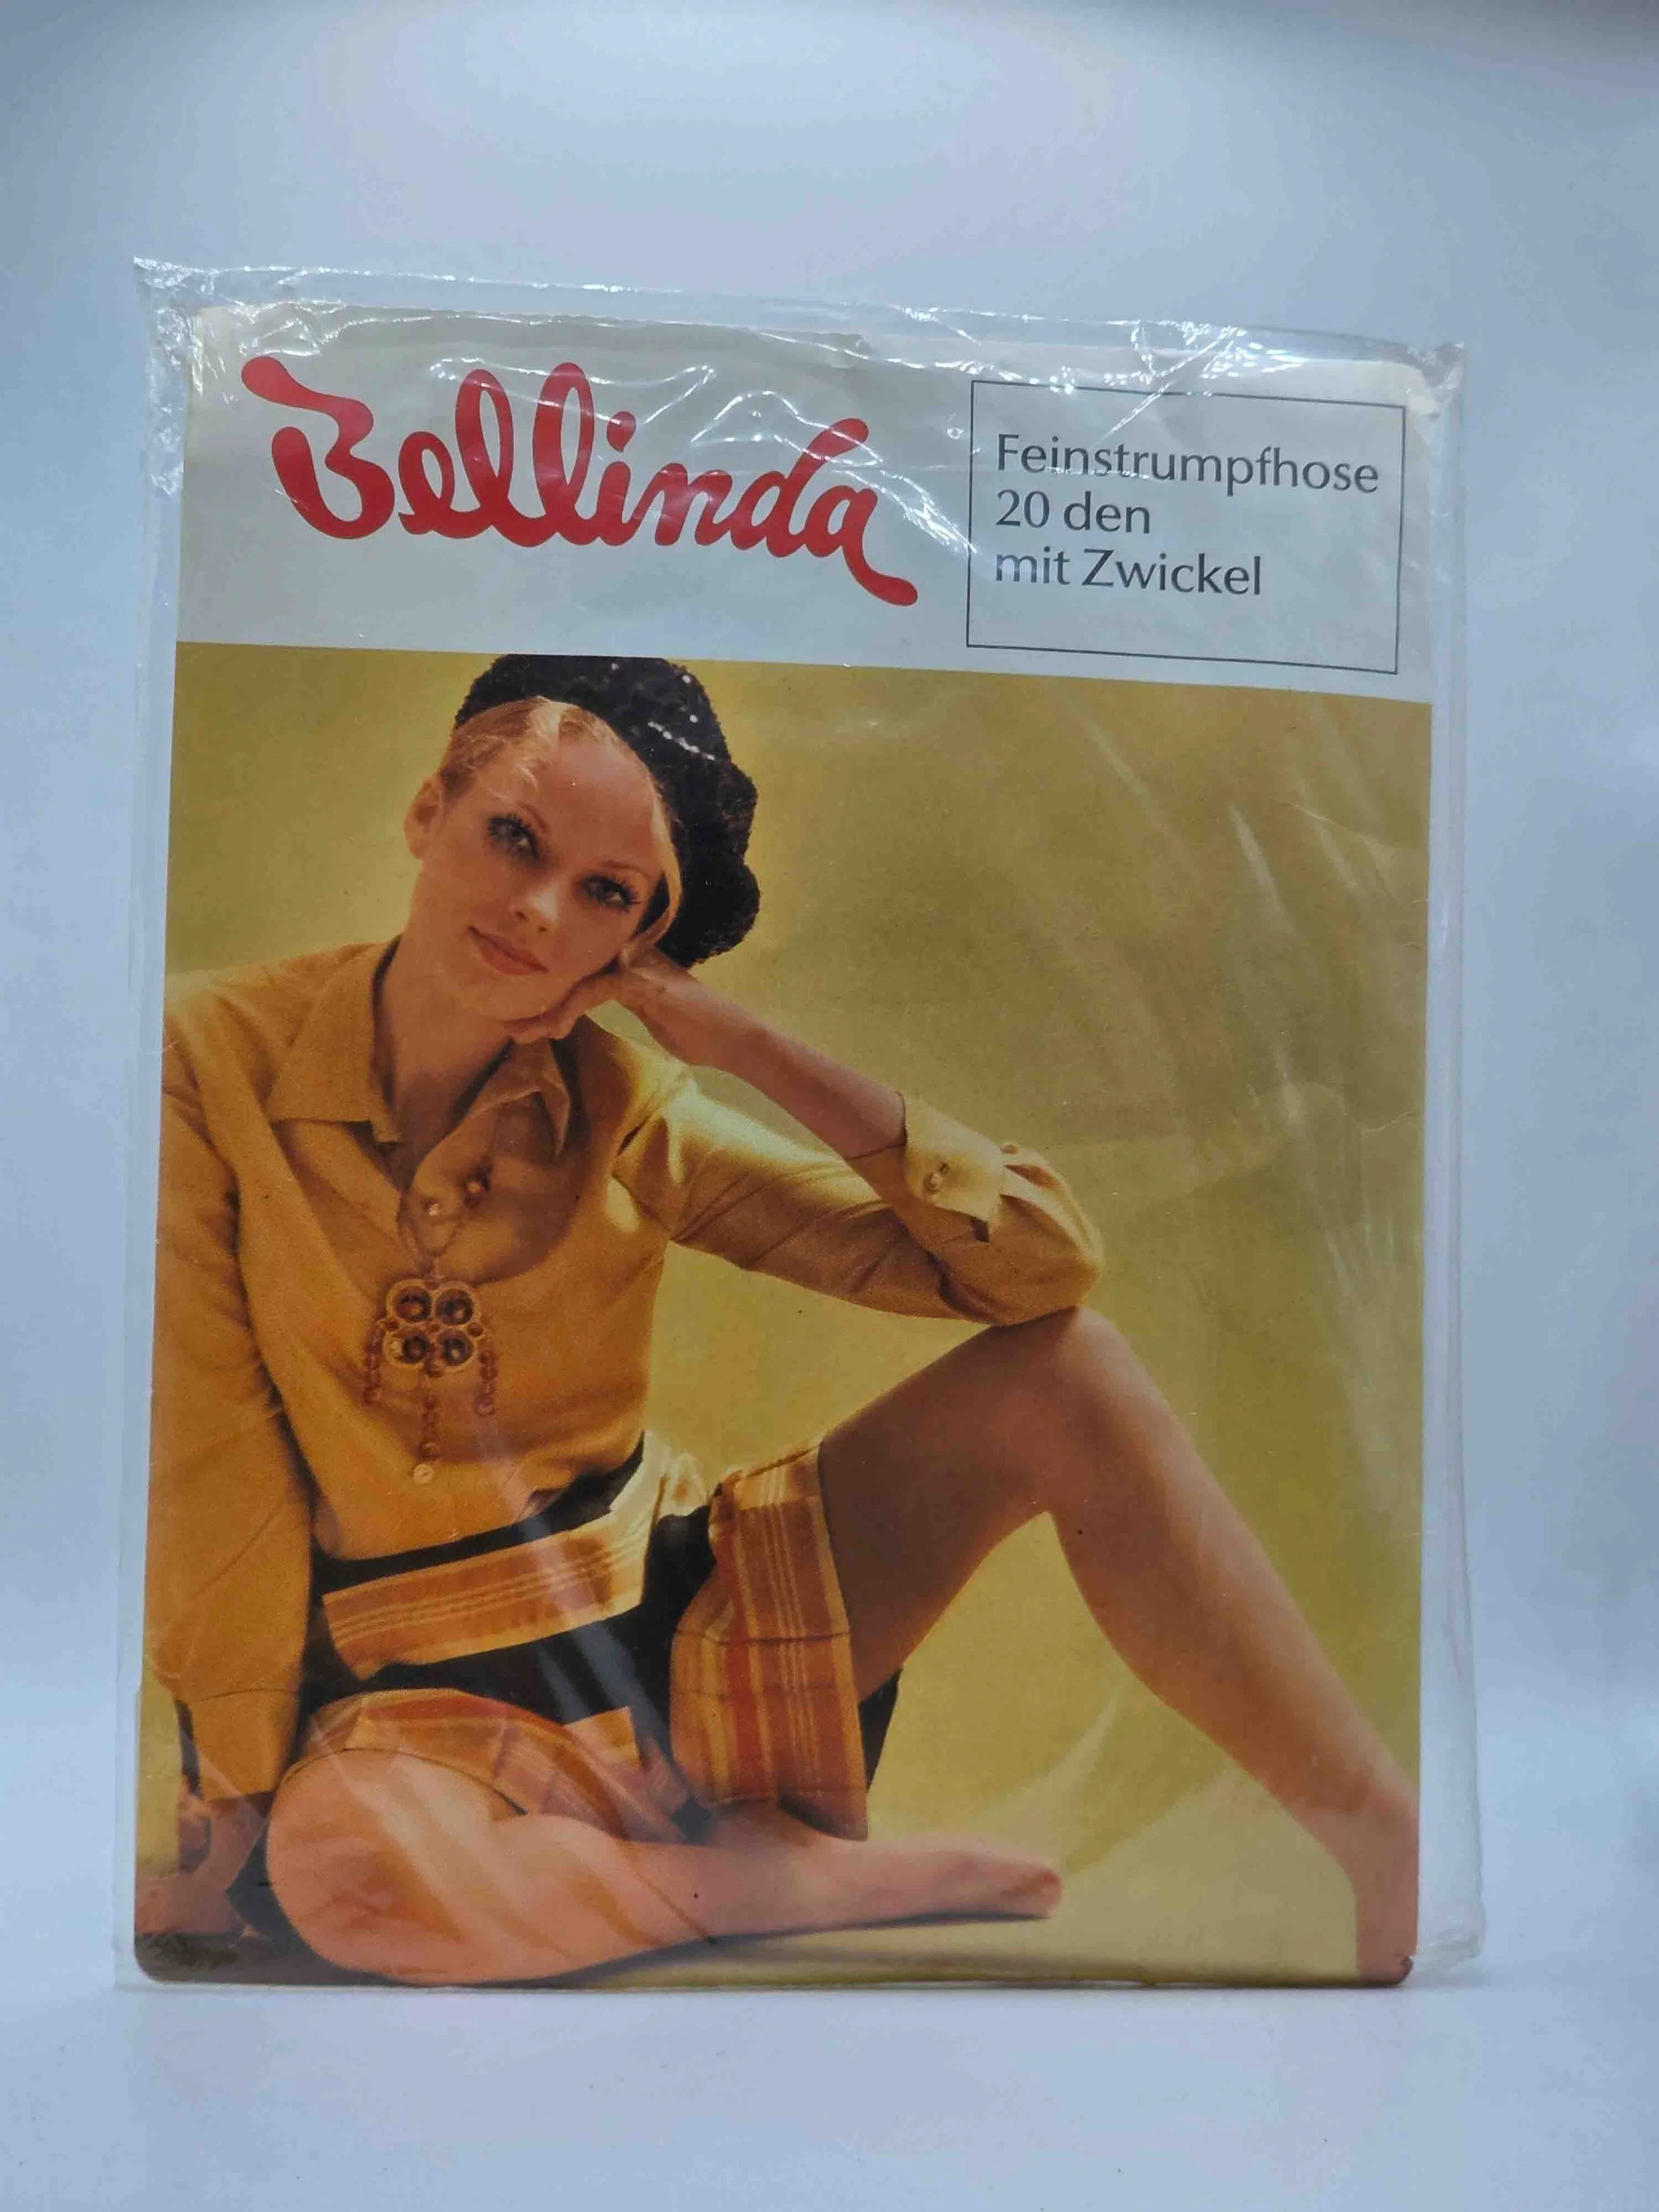 Bellinda
Feinstrumpfhose
20 den
mit Zwickel